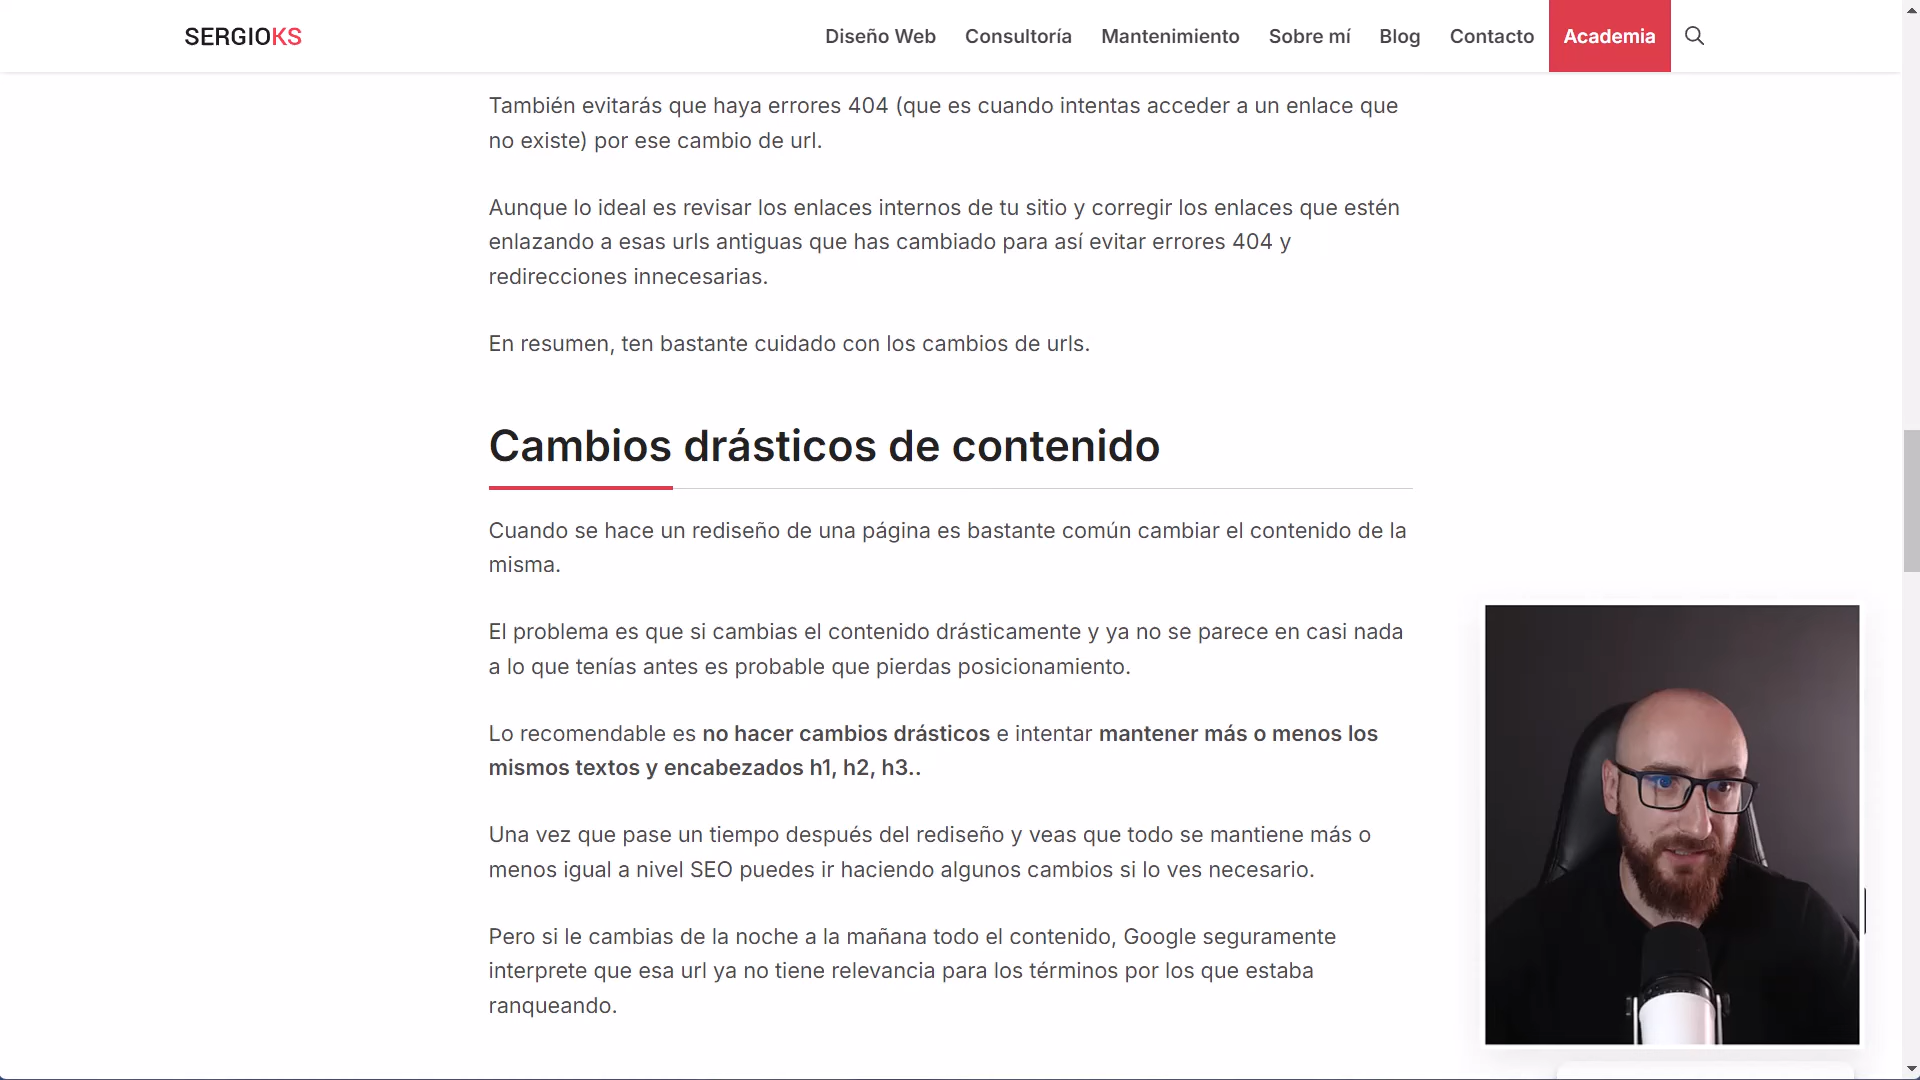 SERGIOKS
Diseño Web
Consultoría
Mantenimiento
Sobre mí
Blog
Contacto
Academia
También evitarás que haya errores 404 (que es cuando intentas acceder a un enlace que
no existe) por ese cambio de url.
Aunque lo ideal es revisar los enlaces internos de tu sitio y corregir los enlaces que estén
enlazando a esas urls antiguas que has cambiado para así evitar errores 404 y
redirecciones innecesarias.
En resumen, ten bastante cuidado con los cambios de urls.
Cambios drásticos de contenido
Cuando se hace un rediseño de una página es bastante común cambiar el contenido de la
misma.
El problema es que si cambias el contenido drásticamente y ya no se parece en casi nada
a lo que tenías antes es probable que pierdas posicionamiento.
Lo recomendable es no hacer cambios drásticos e intentar mantener más o menos los
mismos textos y encabezados h1, h2, h3..
Una vez que pase un tiempo después del rediseño y veas que todo se mantiene más o
menos igual a nivel SEO puedes ir haciendo algunos cambios si lo ves necesario.
Pero si le cambias de la noche a la mañana todo el contenido, Google seguramente
interprete que esa url ya no tiene relevancia para los términos por los que estaba
ranqueando.